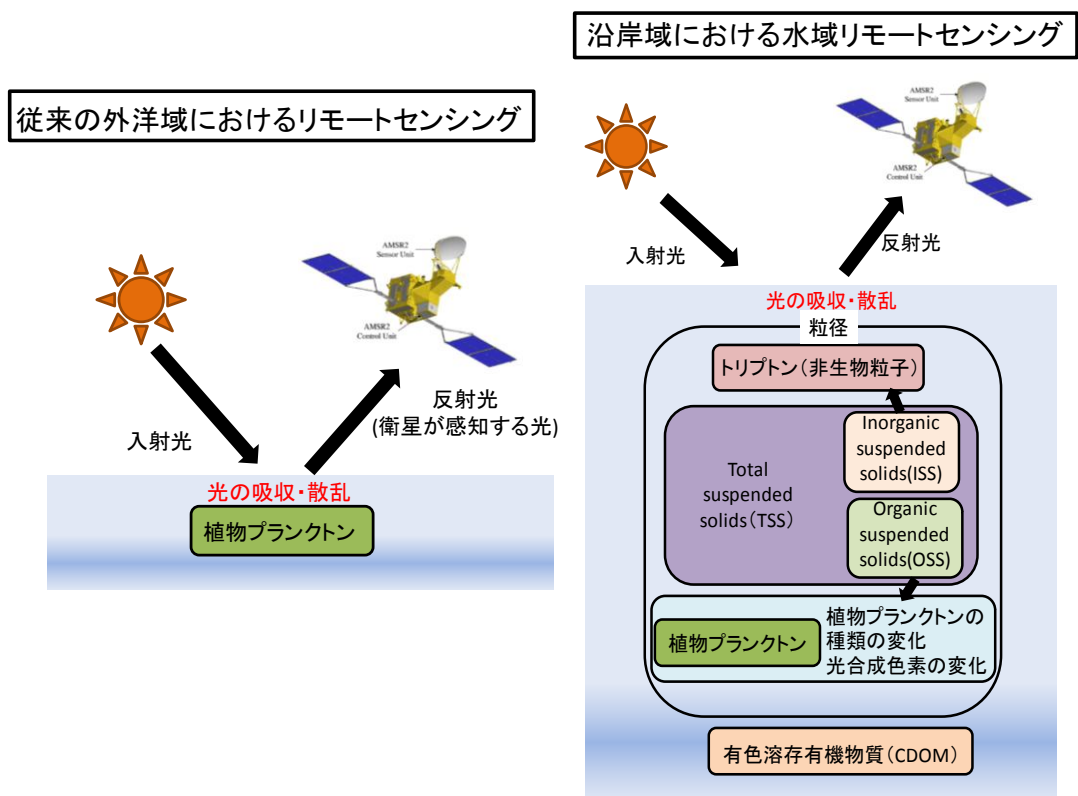 従来の外洋域におけるリモートセンシング
AMSR2
Sensor Unit
AMSR2
Control Unit
入射光
反射光
(衛星が感知する光)
光の吸収・散乱
植物プランクトン
沿岸域における水域リモートセンシング
AMSR2
Sensor Unit
AMSR2
Control Unit
入射光
反射光
光の吸収・散乱
粒径
トリプトン(非生物粒子)
Total
suspended
solids(TSS)
Inorganic
suspended
solids(ISS)
Organic
suspended
solids(OSS)
植物プランクトン
植物プランクトンの
種類の変化
光合成色素の変化
有色溶存有機物質(CDOM)